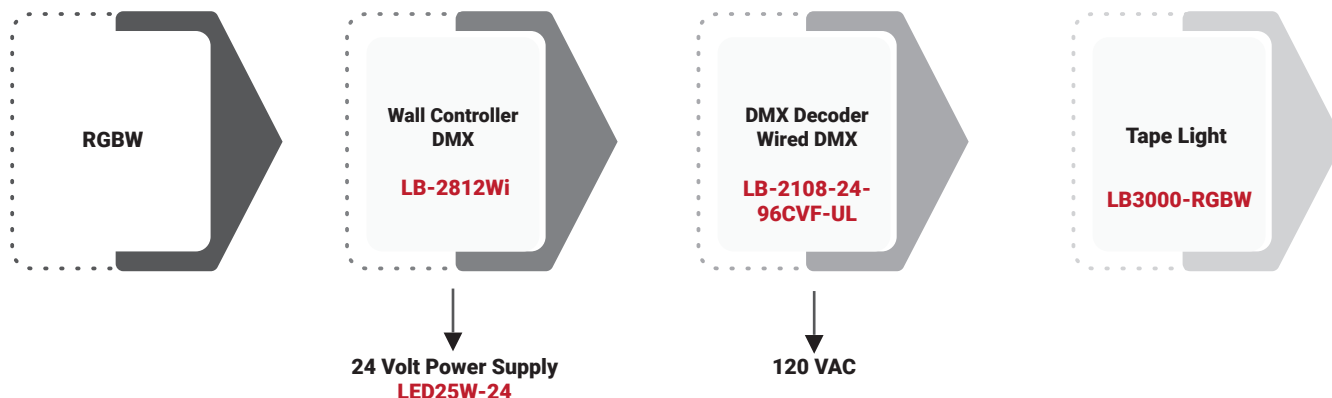 RGBW
Wall Controller
DMX
LB-2812Wi
24 Volt Power Supply
LED25W-24
DMX Decoder
Wired DMX
LB-2108-24-
96CVF-UL
120 VAC
Tape Light
LB3000-RGBW